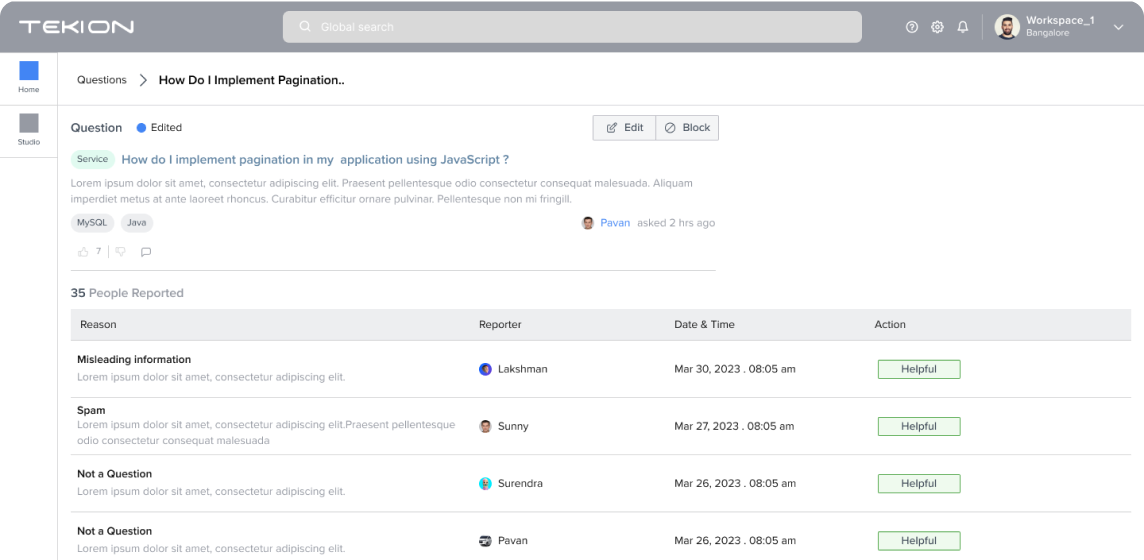 TEKION
Global search
Workspace_1
Bangalore
Home
Studio
Questions
How Do I Implement Pagination..
Question
Edited
Edit
Block
Service
How do I implement pagination in my application using JavaScript ?
Lorem ipsum dolor sit amet, consectetur adipiscing elit. Praesent pellentesque odio consectetur consequat malesuada. Aliquam
imperdiet metus at ante laoreet rhoncus. Curabitur efficitur ornare pulvinar. Pellentesque non mi fringill.
MySQL
Java
Pavan asked 2 hrs ago
7
35 People Reported
Reason
Reporter
Date & Time
Action
Misleading information
Lorem ipsum dolor sit amet, consectetur adipiscing elit.
Lakshman
Mar 30, 2023 . 08:05 am
Helpful
Spam
Lorem ipsum dolor sit amet, consectetur adipiscing elit.Praesent pellentesque
odio consectetur consequat malesuada
Sunny
Mar 27, 2023 . 08:05 am
Helpful
Not a Question
Lorem ipsum dolor sit amet, consectetur adipiscing elit.
Surendra
Mar 26, 2023 . 08:05 am
Helpful
Not a Question
Lorem ipsum dolor sit amet, consectetur adipiscing elit.
Pavan
Mar 26, 2023 . 08:05 am
Helpful